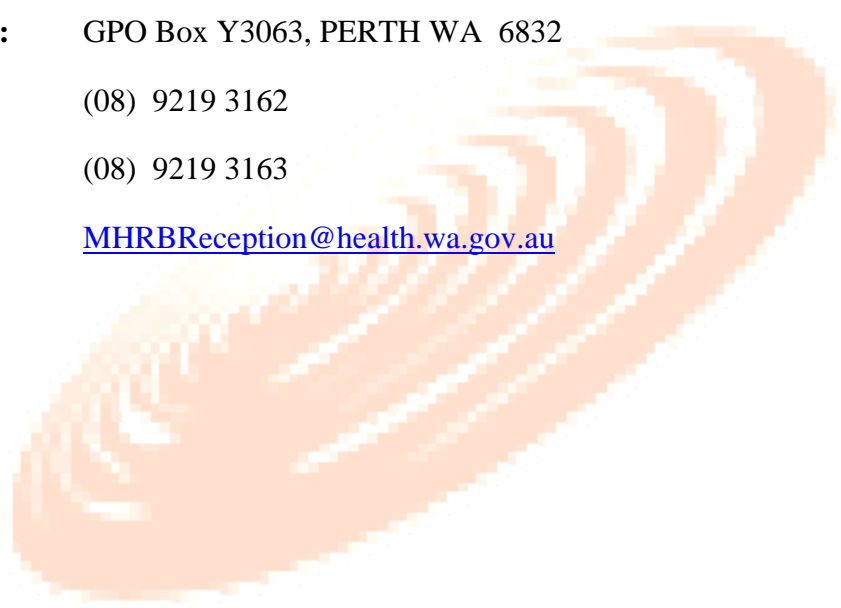 : GPO Box Y3063, PERTH WA 6832
(08) 9219 3162
(08) 9219 3163
MHRBReception@health.wa.gov.au